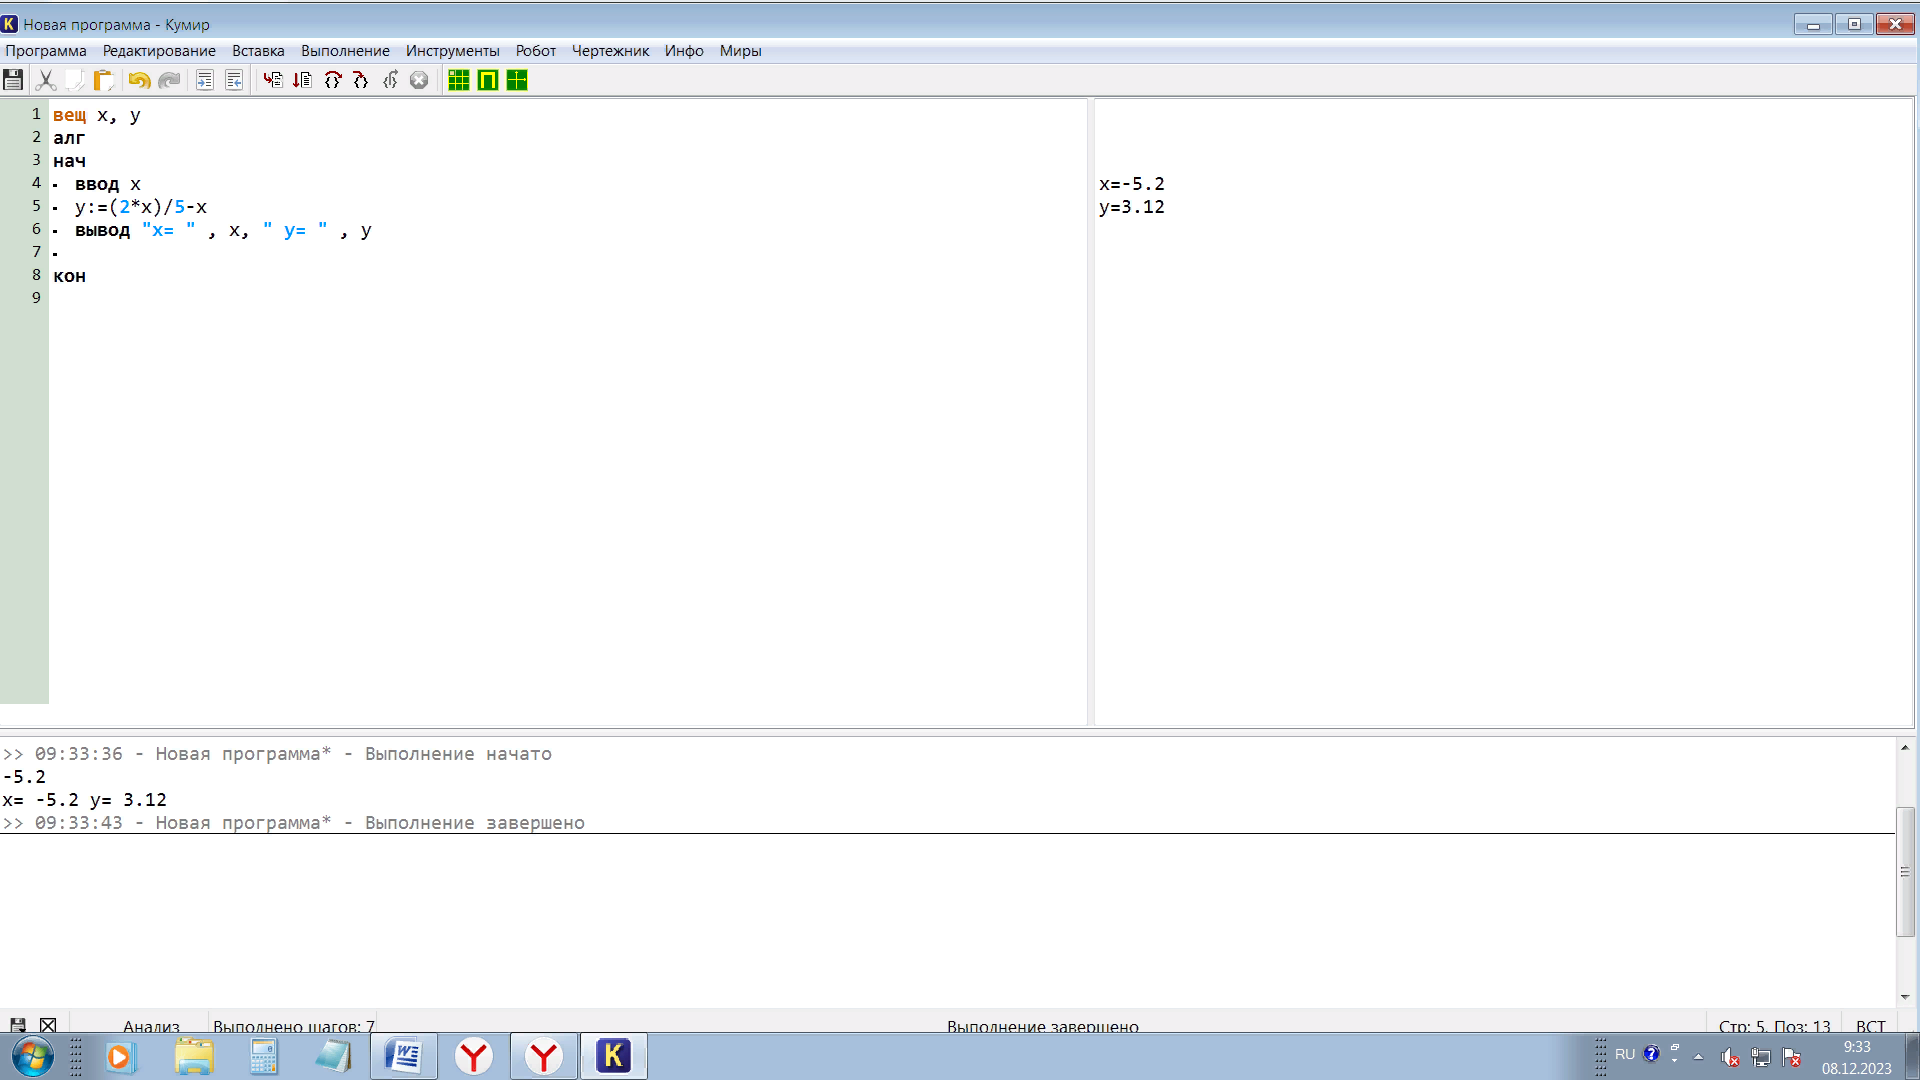 Новая программа - Кумир
Программа Редактирование Вставка Выполнение Инструменты Робот Чертежник Инфо Миры
1 вещ x, y
2 алг
3 нач
4 ввод x
5 y:=(2*x)/5-x
6 вывод "x= " , x, " y= " , y
7
8 кон
9
x=-5.2
y=3.12
>> 09:33:36 - Новая программа* - Выполнение начато
-5.2
x= -5.2 y= 3.12
>> 09:33:43 - Новая программа* - Выполнение завершено
Анализ Выполнено шагов: 7 Выполнение завершено Стр: 5, Поз: 13 ВСТ
RU 9:33
08.12.2023